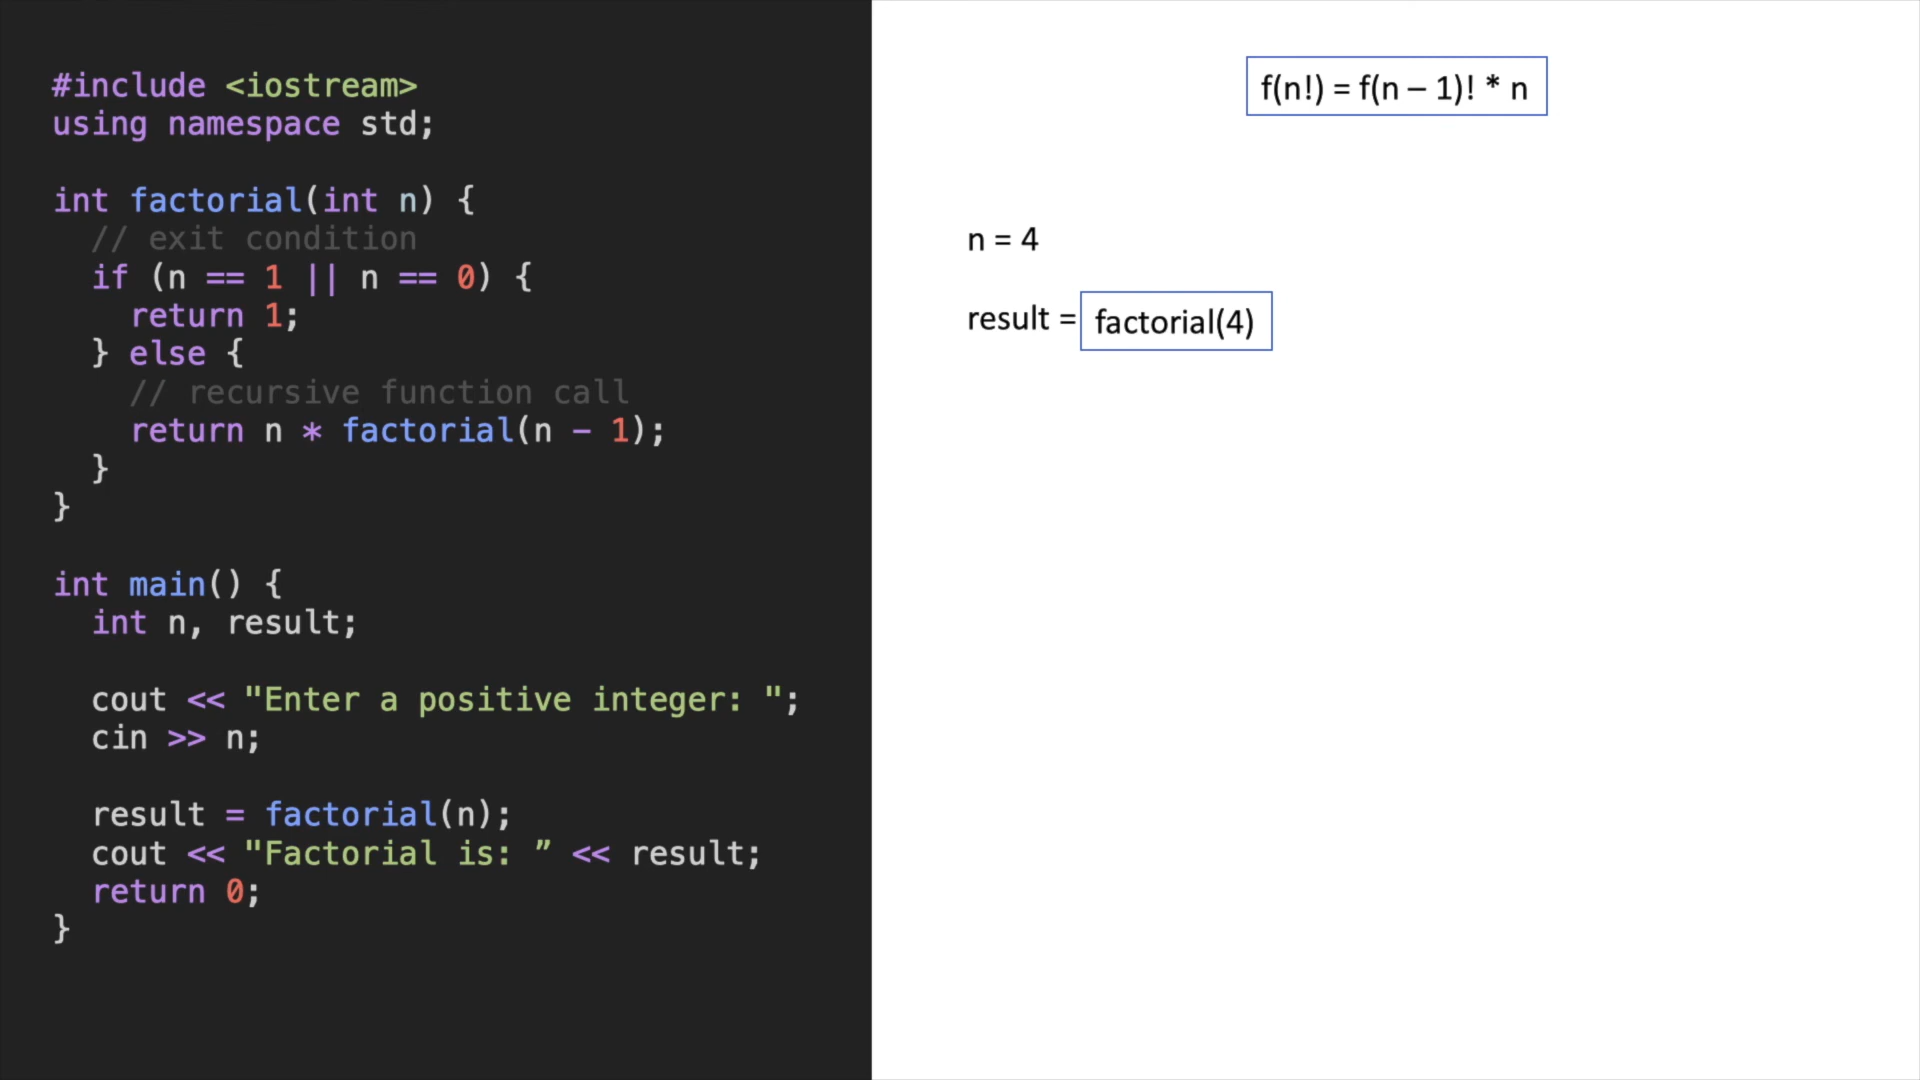 #include <iostream>
using namespace std;
int factorial(int n) {
// exit condition
if (n == 1 || n == 0) {
return 1;
} else {
// recursive function call
return n * factorial(n - 1);
}
}
int main() {
int n, result;
cout << "Enter a positive integer: ";
cin >> n;
result = factorial(n);
cout << "Factorial is: ” << result;
return 0;
}
f(n!) = f(n – 1)! * n
n = 4
result = factorial(4)